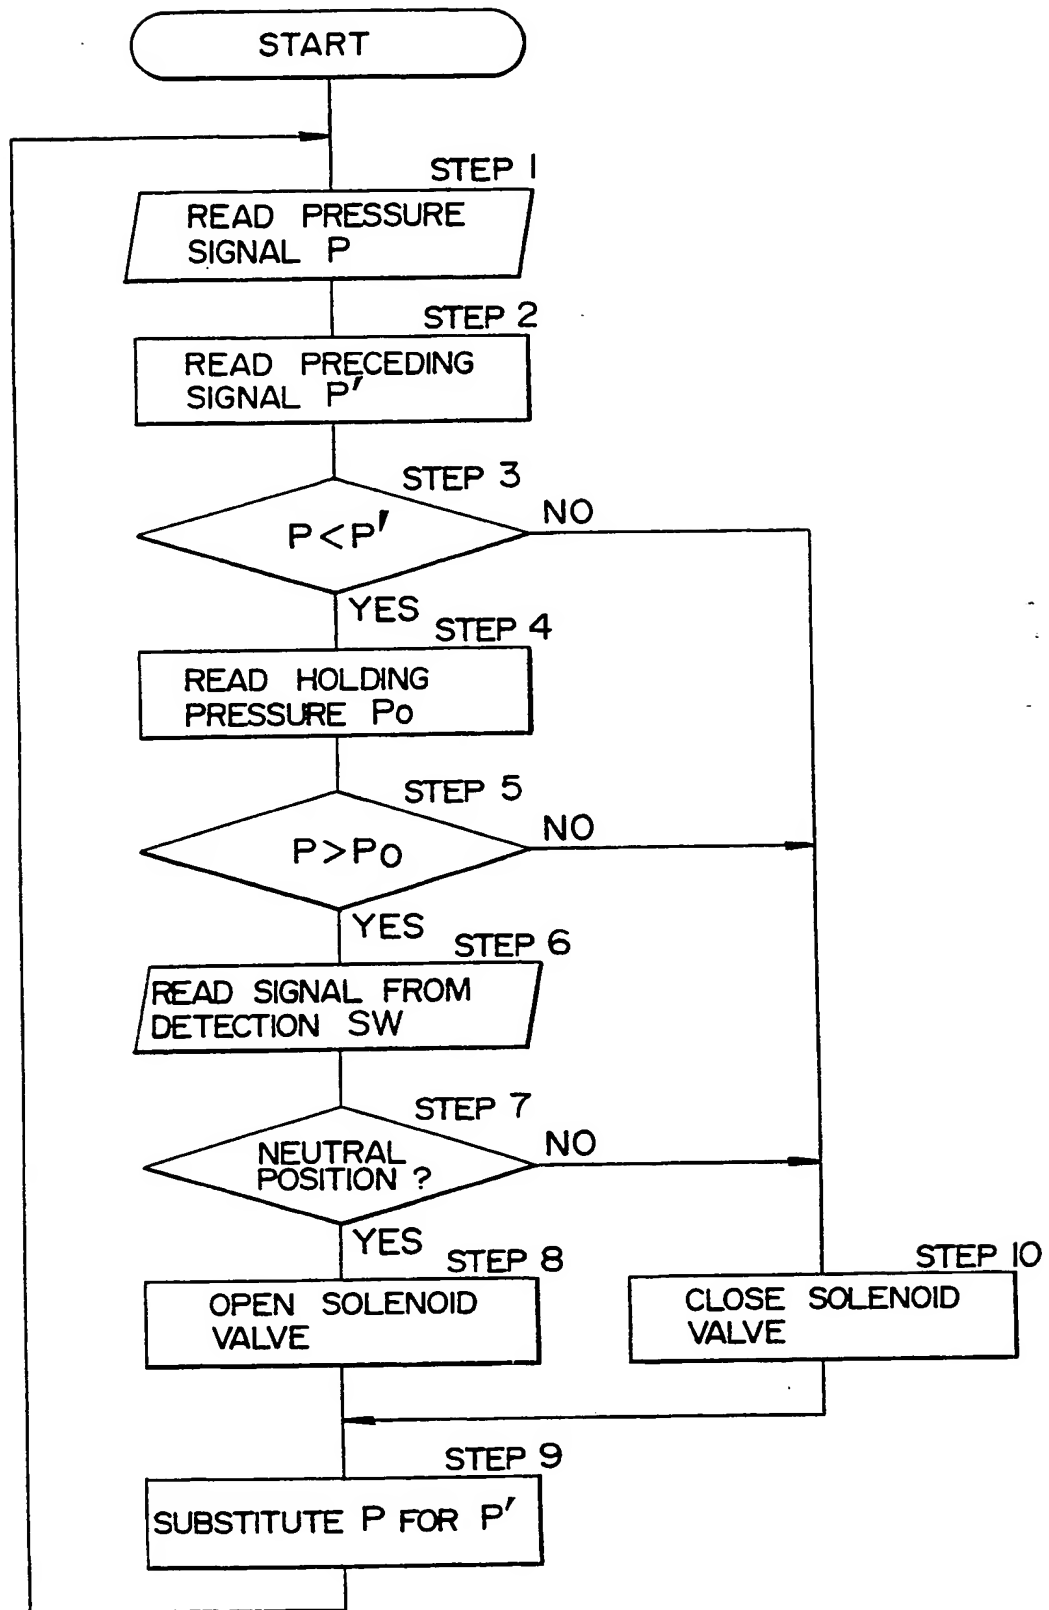 START
STEP 1
READ PRESSURE
SIGNAL P
STEP 2
READ PRECEDING
SIGNAL P'
STEP 3
P<P'
NO
YES
STEP 4
READ HOLDING
PRESSURE Po
STEP 5
P>Po
NO
YES
STEP 6
READ SIGNAL FROM
DETECTION SW
STEP 7
NEUTRAL
POSITION ?
NO
YES
STEP 8
OPEN SOLENOID
VALVE
STEP 10
CLOSE SOLENOID
VALVE
STEP 9
SUBSTITUTE P FOR P'